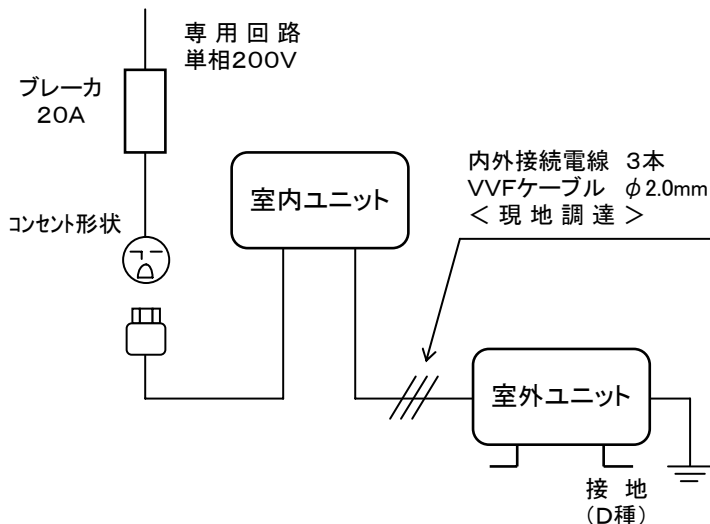 専用回路
単相200V
ブレーカ
20A
コンセント形状
室内ユニット
内外接続電線 3本
VVFケーブル φ2.0mm
<現地調達>
室外ユニット
接地
(D種)